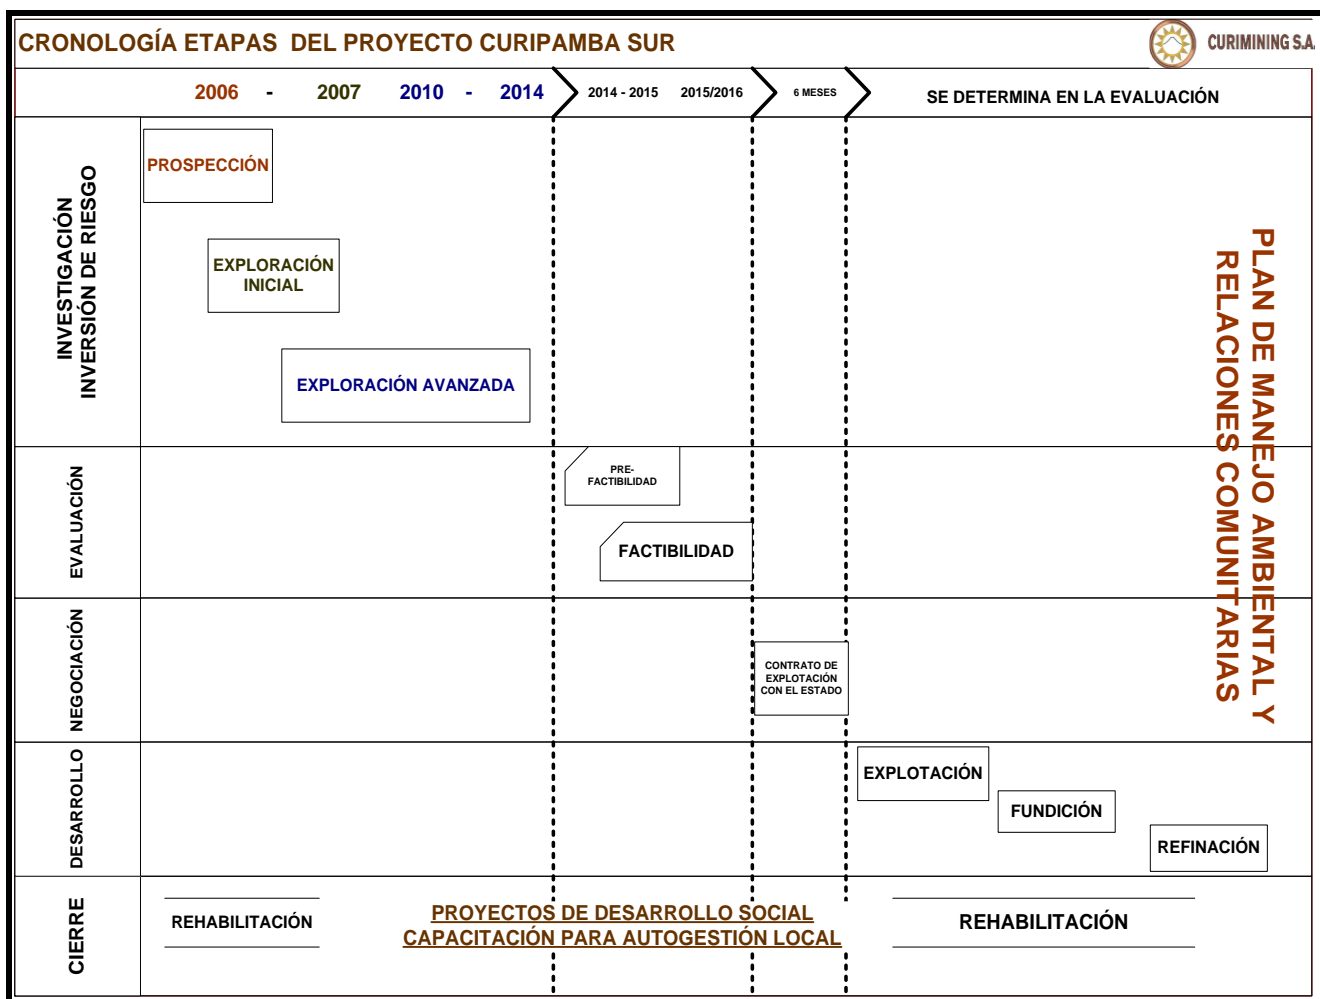 CRONOLOGÍA ETAPAS DEL PROYECTO CURIPAMBA SUR
CURIMINING S.A.
2006 - 2007 2010 - 2014 2014 - 2015 2015/2016 6 MESES SE DETERMINA EN LA EVALUACIÓN
INVESTIGACIÓN
INVERSIÓN DE RIESGO
PROSPECCIÓN
EXPLORACIÓN
INICIAL
EXPLORACIÓN AVANZADA
PLAN DE MANEJO AMBIENTAL Y
RELACIONES COMUNITARIAS
EVALUACIÓN
PRE-
FACTIBILIDAD
FACTIBILIDAD
NEGOCIACIÓN
CONTRATO DE
EXPLOTACIÓN
CON EL ESTADO
DESARROLLO
EXPLOTACIÓN
FUNDICIÓN
REFINACIÓN
CIERRE
REHABILITACIÓN
PROYECTOS DE DESARROLLO SOCIAL
CAPACITACIÓN PARA AUTOGESTIÓN LOCAL
REHABILITACIÓN